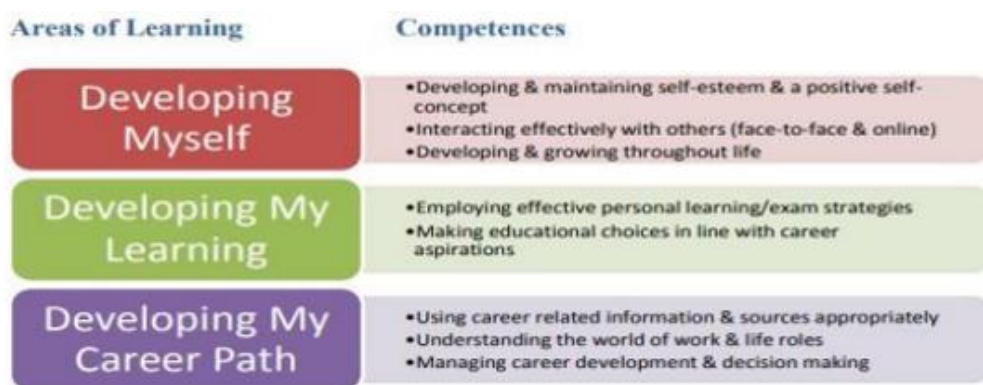 Areas of Learning
Competences
Developing
Myself
•Developing & maintaining self-esteem & a positive self-
concept
•Interacting effectively with others (face-to-face & online)
•Developing & growing throughout life
Developing My
Learning
•Employing effective personal learning/exam strategies
•Making educational choices in line with career
aspirations
Developing My
Career Path
•Using career related information & sources appropriately
•Understanding the world of work & life roles
•Managing career development & decision making